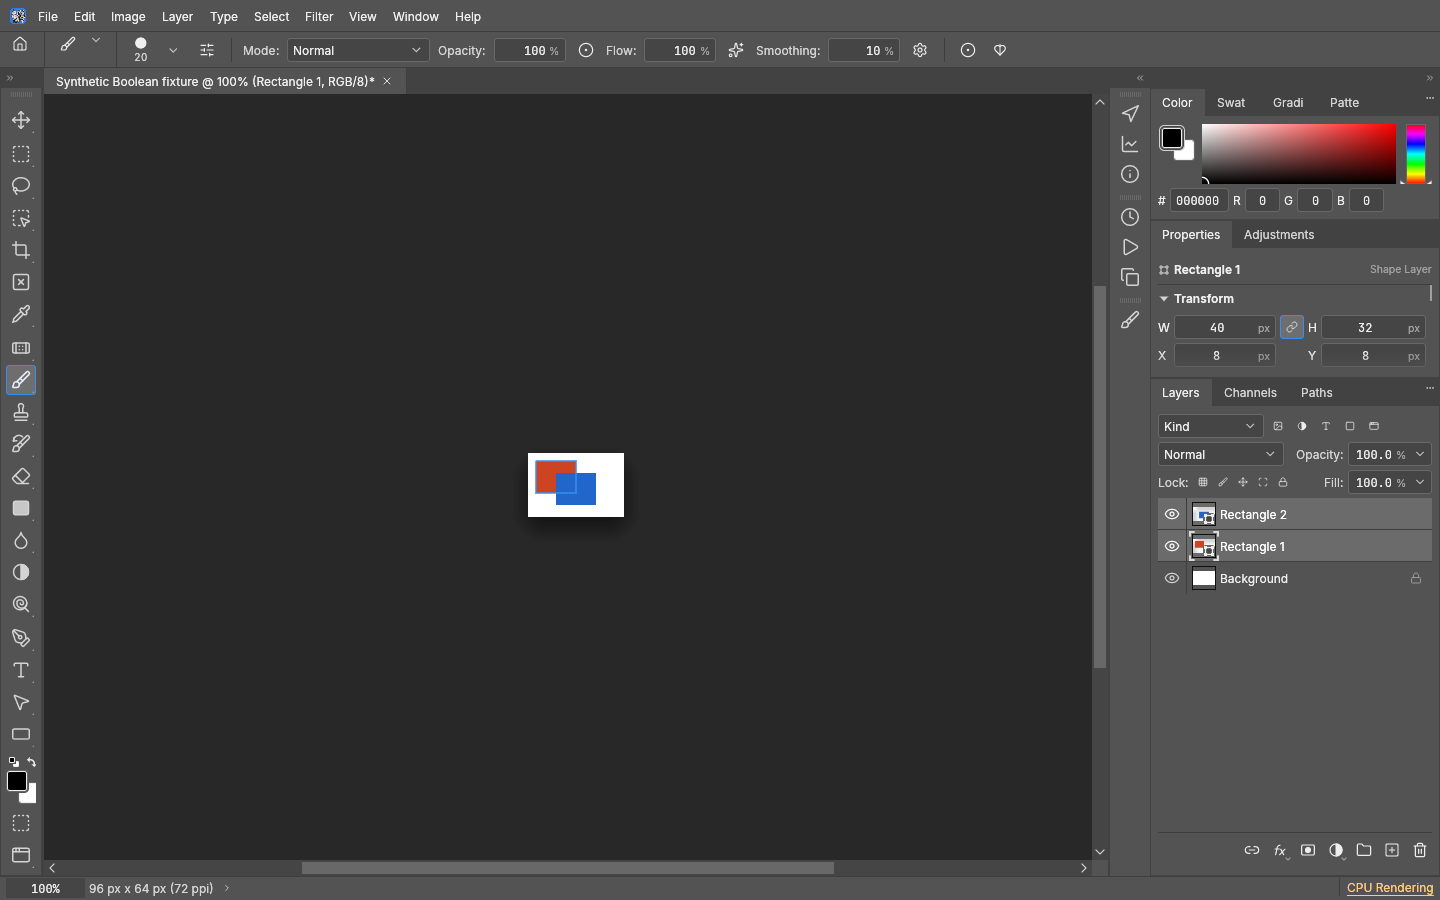 File Edit Image Layer Type Select Filter View Window Help
20 Mode: Normal Opacity: 100 % Flow: 100 % Smoothing: 10 %
Synthetic Boolean fixture @ 100% (Rectangle 1, RGB/8)*
Color Swat Gradi Patte
# 000000 R 0 G 0 B 0
Properties Adjustments
Rectangle 1 Shape Layer
Transform
W 40 px H 32 px
X 8 px Y 8 px
Layers Channels Paths
Kind
Normal Opacity: 100.0 %
Lock: Fill: 100.0 %
Rectangle 2
Rectangle 1
Background
fx
100% 96 px x 64 px (72 ppi) CPU Rendering